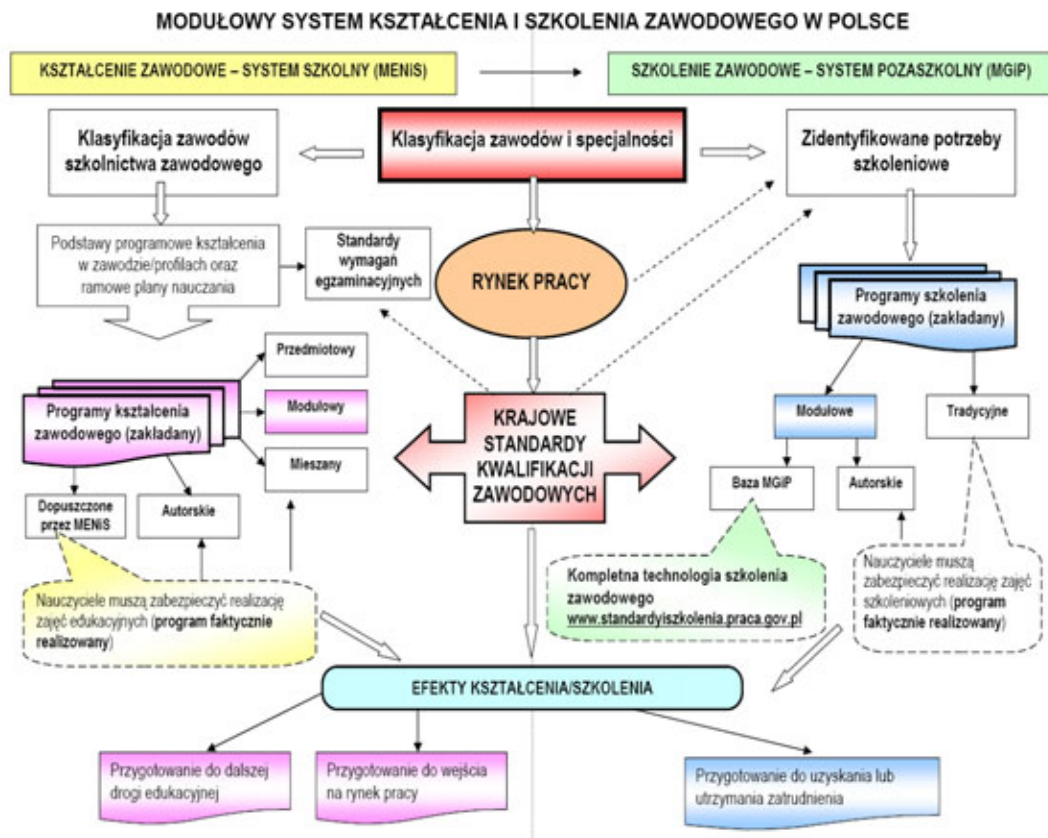 MODUŁOWY SYSTEM KSZTAŁCENIA I SZKOLENIA ZAWODOWEGO W POLSCE
KSZTAŁCENIE ZAWODOWE – SYSTEM SZKOLNY (MENiS)
SZKOLENIE ZAWODOWE – SYSTEM POZASZKOLNY (MGiP)
Klasyfikacja zawodów
szkolnictwa zawodowego
Klasyfikacja zawodów i specjalności
Zidentyfikowane potrzeby
szkoleniowe
Podstawy programowe kształcenia
w zawodzie/profilach oraz
ramowe plany nauczania
Standardy
wymagań
egzaminacyjnych
RYNEK PRACY
Programy szkolenia
zawodowego (zakładany)
Przedmiotowy
Modułowy
Mieszany
Programy kształcenia
zawodowego (zakładany)
KRAJOWE
STANDARDY
KWALIFIKACJI
ZAWODOWYCH
Modułowe
Tradycyjne
Dopuszczone
przez MENiS
Autorskie
Baza MGiP
Autorskie
Nauczyciele muszą zabezpieczyć realizację
zajęć edukacyjnych (program faktycznie
realizowany)
Kompletna technologia szkolenia
zawodowego
www.standardyiszkolenia.praca.gov.pl
Nauczyciele muszą
zabezpieczyć realizację zajęć
szkoleniowych (program
faktycznie realizowany)
EFEKTY KSZTAŁCENIA/SZKOLENIA
Przygotowanie do dalszej
drogi edukacyjnej
Przygotowanie do wejścia
na rynek pracy
Przygotowanie do uzyskania lub
utrzymania zatrudnienia